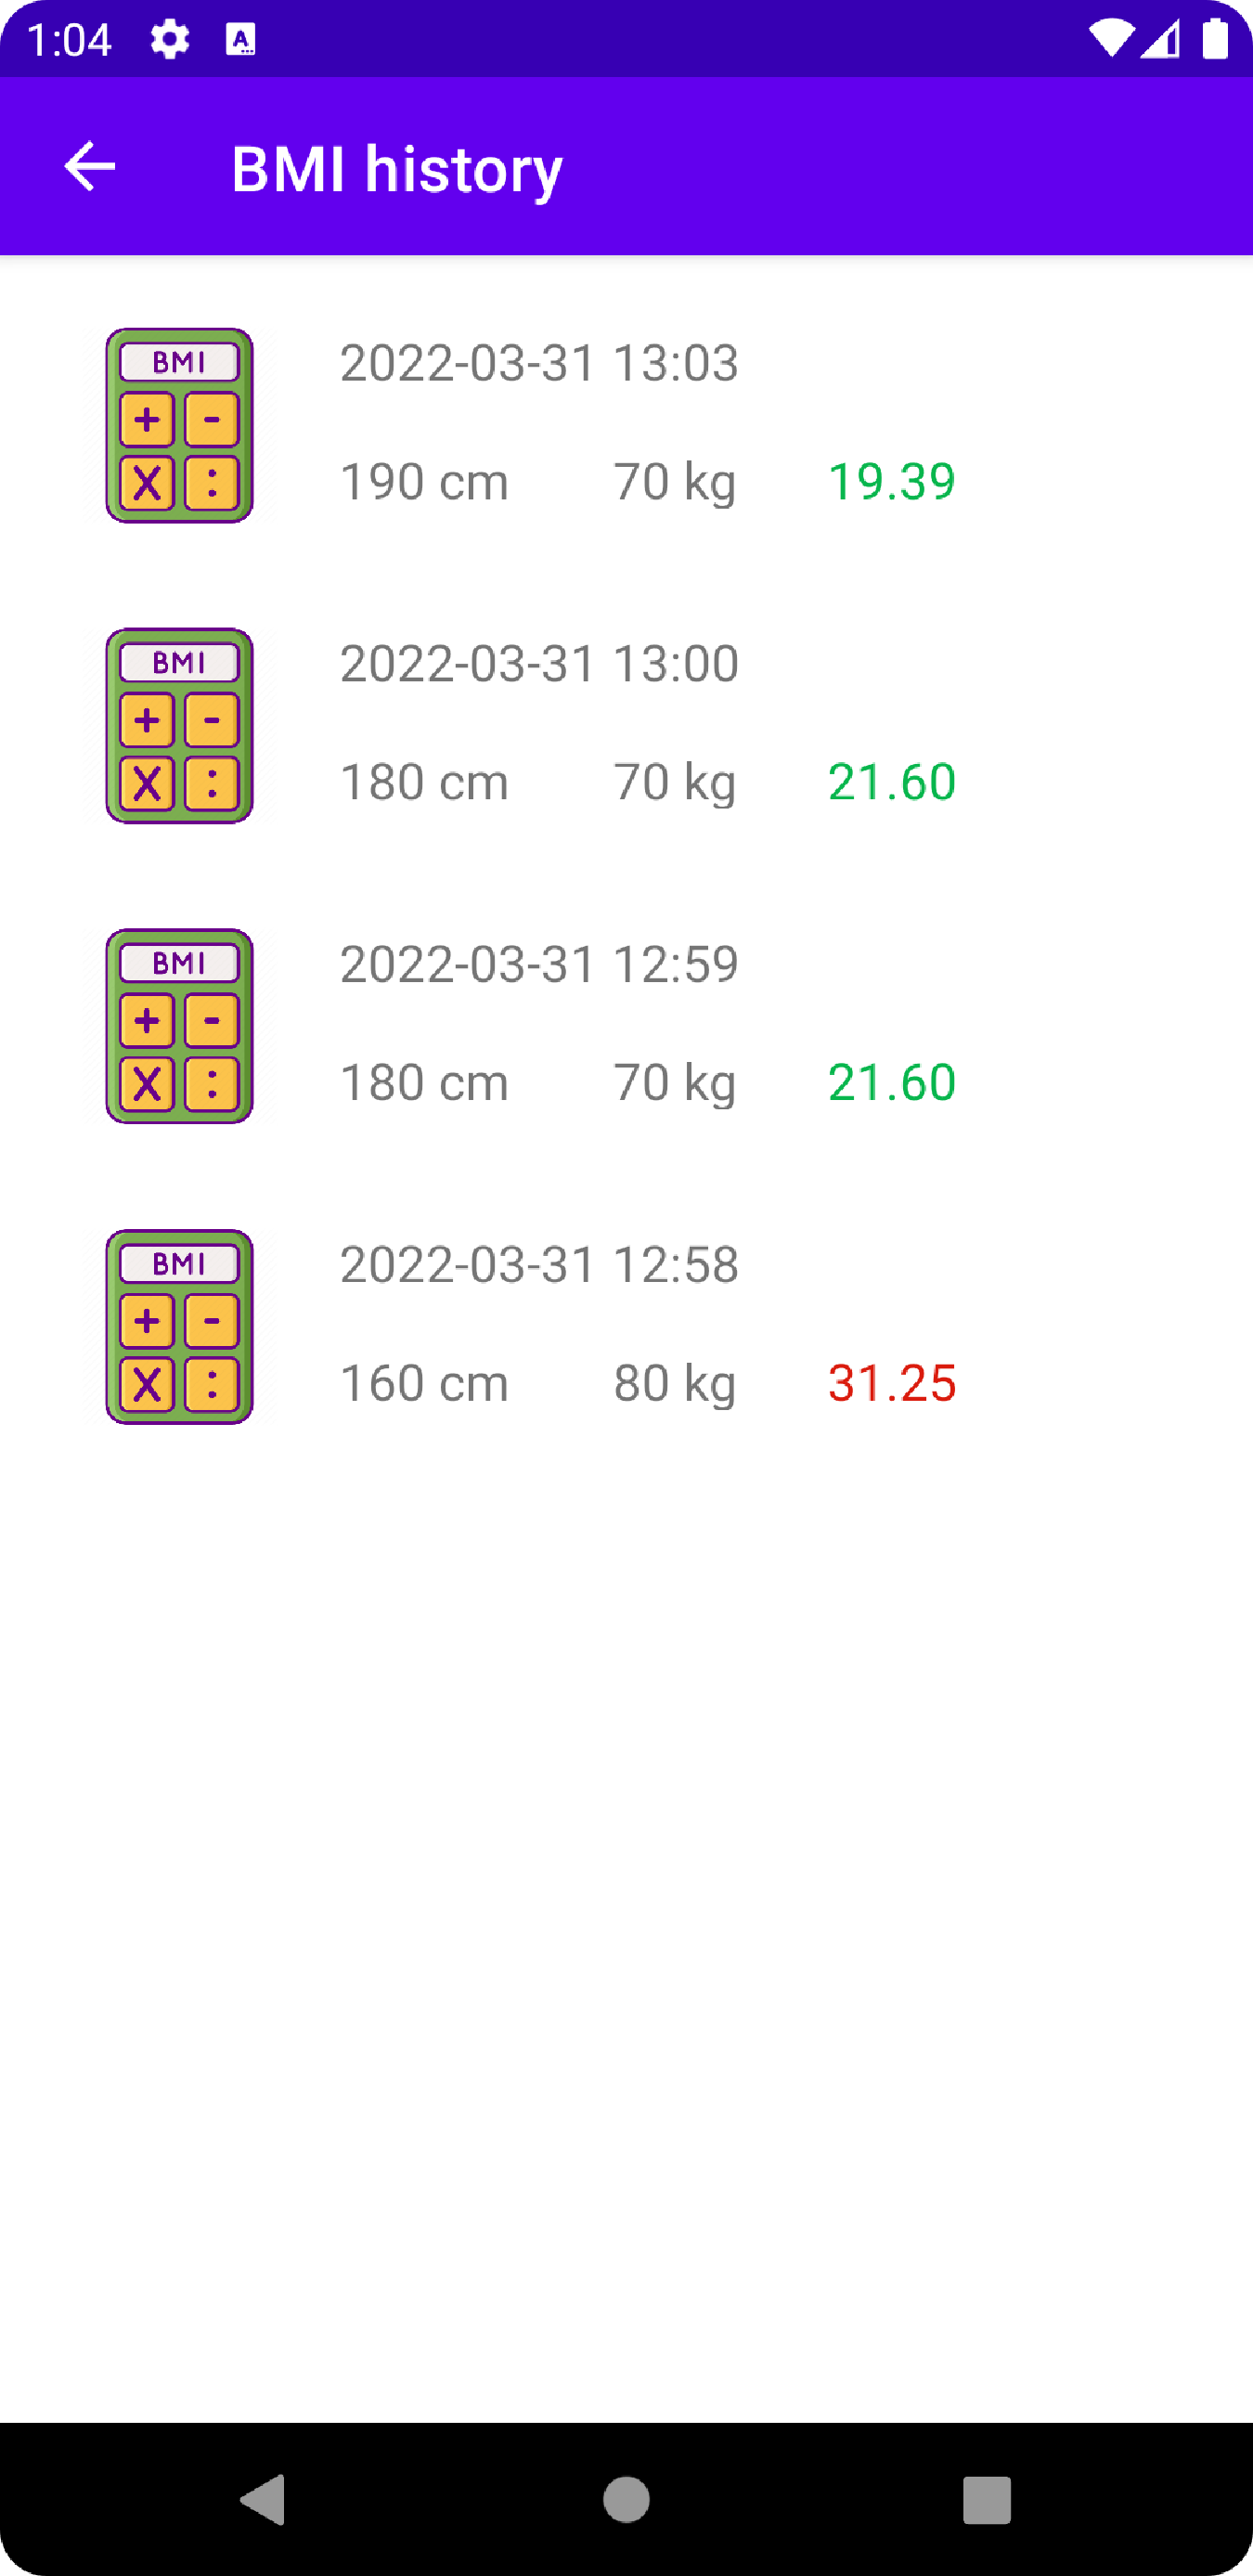 1:04
BMI history
BMI
2022-03-31 13:03
+ -
X :
190 cm 70 kg 19.39
BMI
2022-03-31 13:00
+ -
X :
180 cm 70 kg 21.60
BMI
2022-03-31 12:59
+ -
X :
180 cm 70 kg 21.60
BMI
2022-03-31 12:58
+ -
X :
160 cm 80 kg 31.25